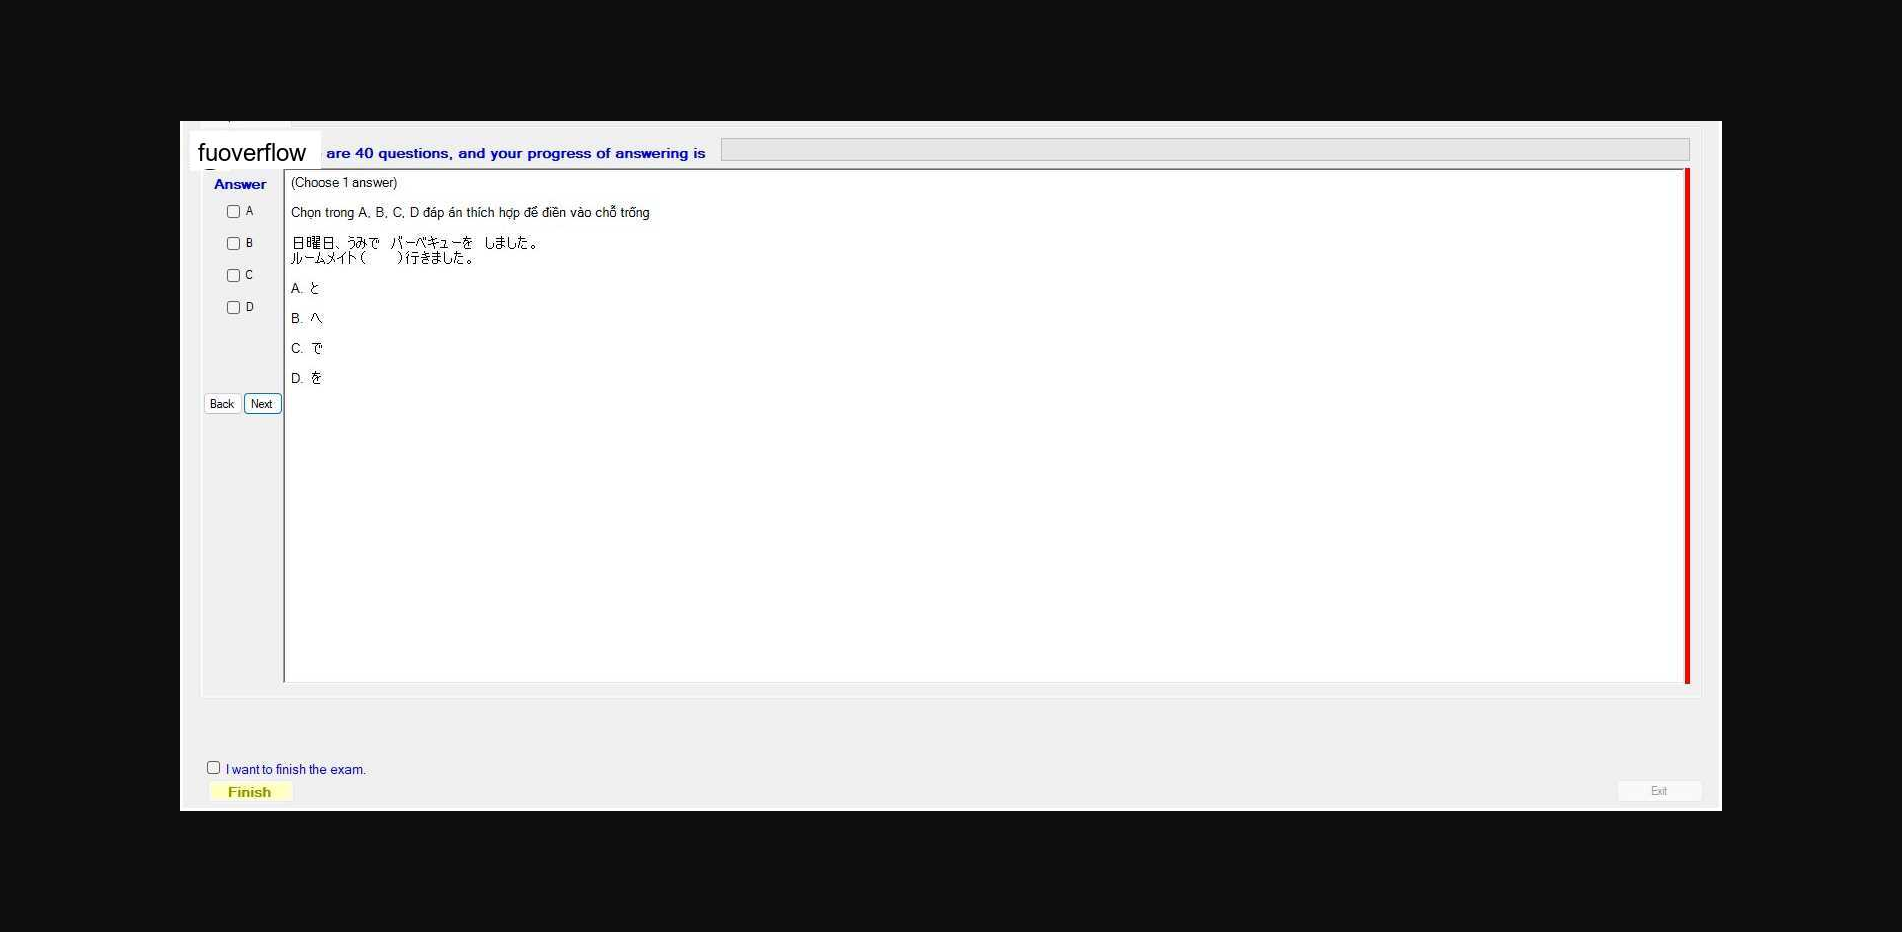 fuoverflow are 40 questions, and your progress of answering is
Answer
A
B
C
D
Back Next
(Choose 1 answer)
Chọn trong A, B, C, D đáp án thích hợp để điền vào chỗ trống
日曜日、うみで バーベキューを しました。
ルームメイト( )行きました。
A. と
B. へ
C. で
D. を
I want to finish the exam.
Finish
Exit